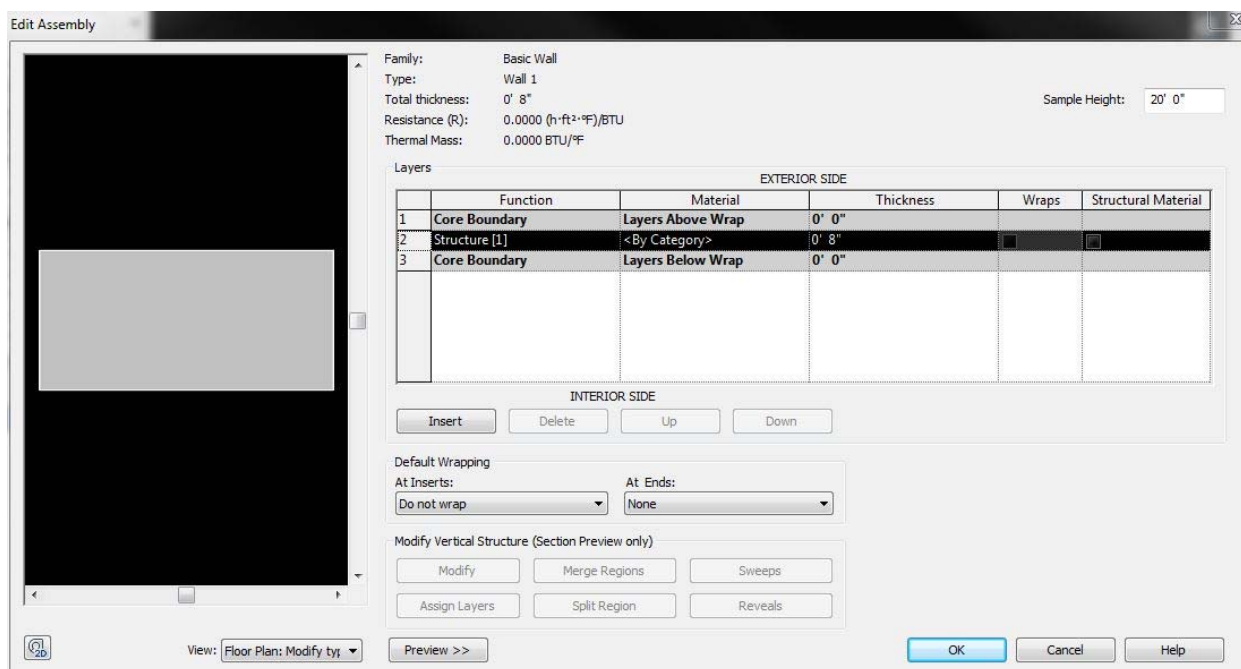 Edit Assembly
Family: Basic Wall
Type: Wall 1
Total thickness: 0' 8"
Resistance (R): 0.0000 (h·ft²·°F)/BTU
Thermal Mass: 0.0000 BTU/°F
Sample Height: 20' 0"
Layers
EXTERIOR SIDE
Function Material Thickness Wraps Structural Material
1 Core Boundary Layers Above Wrap 0' 0"
2 Structure [1] <By Category> 0' 8"
3 Core Boundary Layers Below Wrap 0' 0"
INTERIOR SIDE
Insert Delete Up Down
Default Wrapping
At Inserts: At Ends:
Do not wrap None
Modify Vertical Structure (Section Preview only)
Modify Merge Regions Sweeps
Assign Layers Split Region Reveals
2D View: Floor Plan: Modify typ Preview >> OK Cancel Help